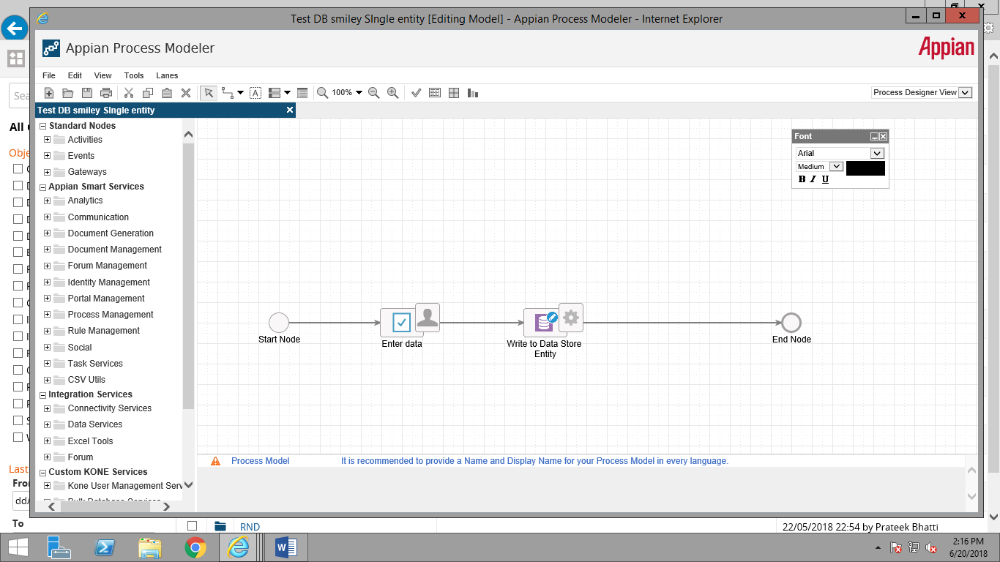 Test DB smiley SIngle entity [Editing Model] - Appian Process Modeler - Internet Explorer
Appian Process Modeler
Appian
File Edit View Tools Lanes
100%
Process Designer View
Test DB smiley SIngle entity
Standard Nodes
Activities
Events
Gateways
Appian Smart Services
Analytics
Communication
Document Generation
Document Management
Forum Management
Identity Management
Portal Management
Process Management
Rule Management
Social
Task Services
CSV Utils
Integration Services
Connectivity Services
Data Services
Excel Tools
Forum
Custom KONE Services
Kone User Management Serv
Font
Arial
Medium
B I U
Start Node
Enter data
Write to Data Store
Entity
End Node
Process Model It is recommended to provide a Name and Display Name for your Process Model in every language.
Sea
All
Obje
Last
Fro
dd/
To
RND 22/05/2018 22:54 by Prateek Bhatti
2:16 PM
6/20/2018